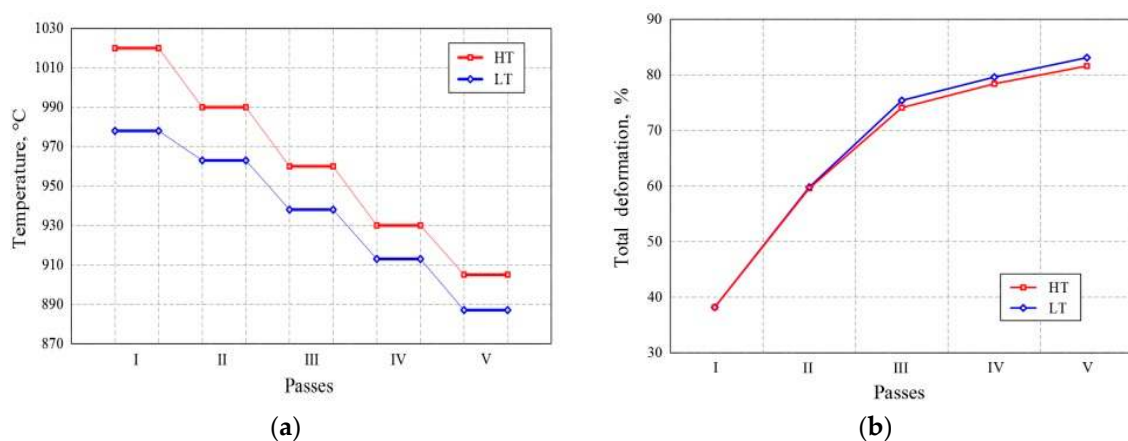 1030
1010
990
970
950
930
910
890
870
Temperature, °C
HT
LT
I II III IV V
Passes
(a)
90
80
70
60
50
40
30
Total deformation, %
HT
LT
I II III IV V
Passes
(b)